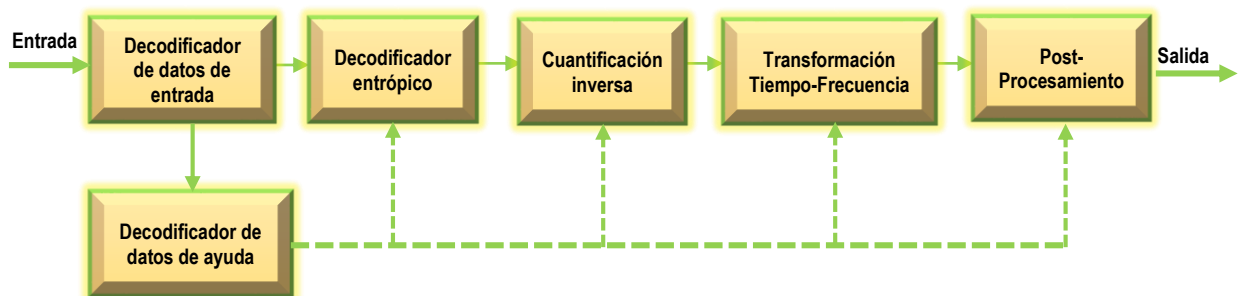 Entrada
Decodificador
de datos de
entrada
Decodificador
entrópico
Cuantificación
inversa
Transformación
Tiempo-Frecuencia
Post-
Procesamiento
Salida
Decodificador de
datos de ayuda